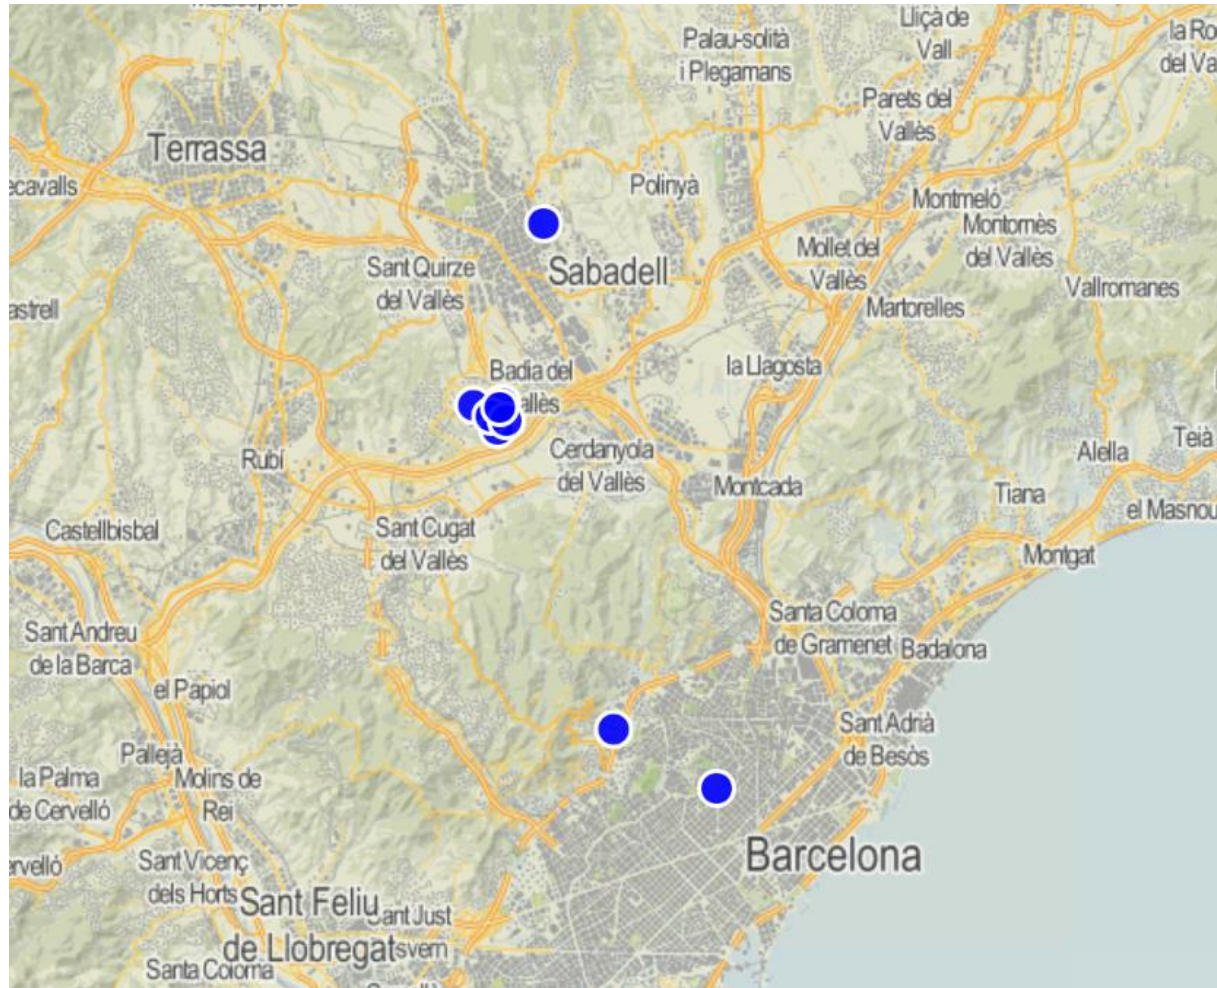 Lliçà de
Vall
Palau-solità
i Plegamans
la Ro
del Va
Parets del
Vallès
Terrassa
ecavalls
Polinyà
Montmeló
Montornès
del Vallès
Mollet del
Vallès
Sant Quirze
del Vallès
Sabadell
Vallromanes
Martorelles
astrell
Badia del
allès
la Llagosta
Cerdanyola
del Vallès
Rubí
Montcada
Alella
Teià
Tiana
el Masnou
Castellbisbal
Sant Cugat
del Vallès
Montgat
Santa Coloma
de Gramenet
Badalona
Sant Andreu
de la Barca
el Papiol
Sant Adrià
de Besòs
Pallejà
la Palma
de Cervelló
Molins de
Rei
Barcelona
ervelló
Sant Vicenç
dels Horts
Sant Feliu
de Llobregat
Sant Just
svern
Santa Coloma